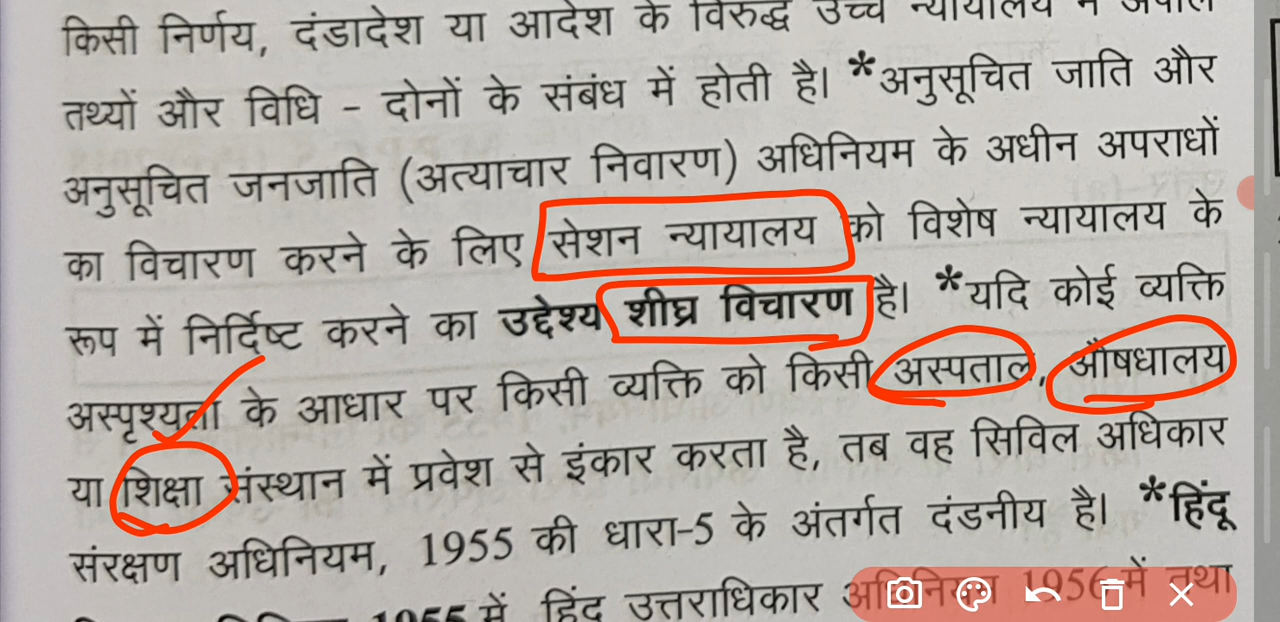 किसी निर्णय, दंडादेश या आदेश के विरुद्ध उच्च न्यायालय में अपील
तथ्यों और विधि - दोनों के संबंध में होती है। *अनुसूचित जाति और
अनुसूचित जनजाति (अत्याचार निवारण) अधिनियम के अधीन अपराधों
का विचारण करने के लिए सेशन न्यायालय को विशेष न्यायालय के
रूप में निर्दिष्ट करने का उद्देश्य शीघ्र विचारण है। *यदि कोई व्यक्ति
अस्पृश्यता के आधार पर किसी व्यक्ति को किसी अस्पताल, औषधालय
या शिक्षा संस्थान में प्रवेश से इंकार करता है, तब वह सिविल अधिकार
संरक्षण अधिनियम, 1955 की धारा-5 के अंतर्गत दंडनीय है। *हिंदू
1955 में, हिंदू उत्तराधिकार अधिनियम 1956 में तथा